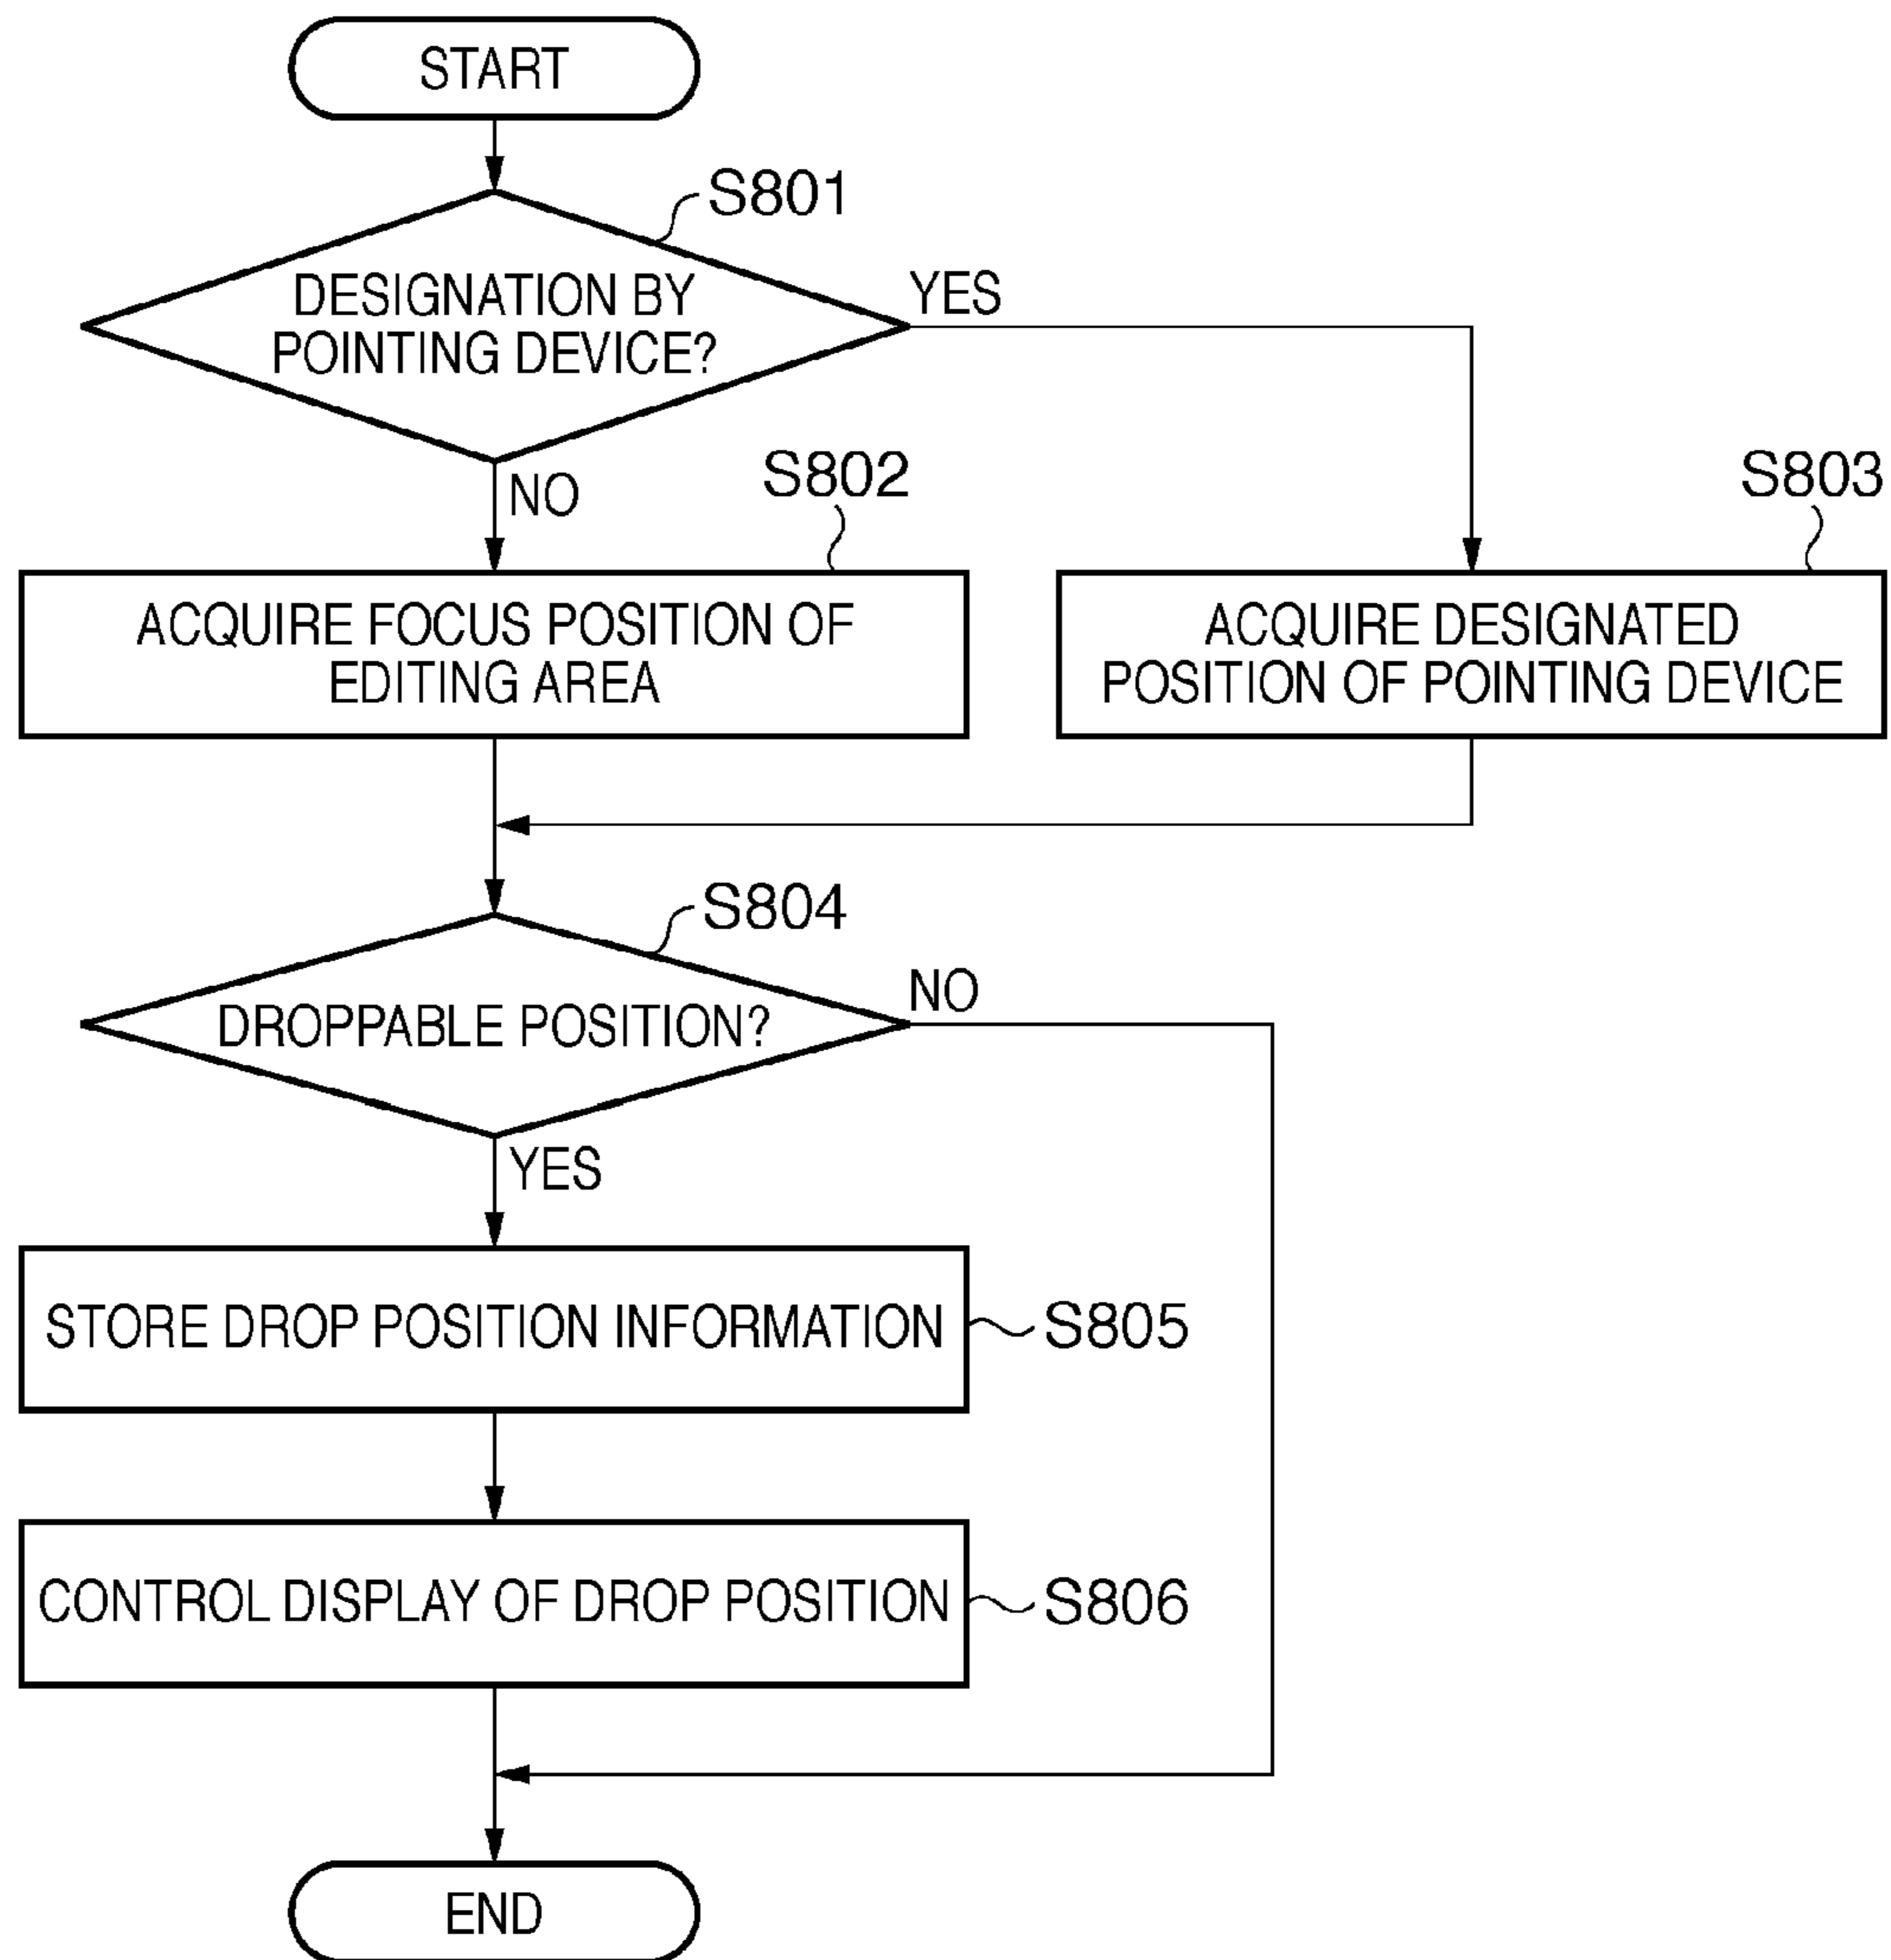 START
S801
DESIGNATION BY
POINTING DEVICE?
YES
NO
S802
S803
ACQUIRE FOCUS POSITION OF
EDITING AREA
ACQUIRE DESIGNATED
POSITION OF POINTING DEVICE
S804
DROPPABLE POSITION?
NO
YES
STORE DROP POSITION INFORMATION
S805
CONTROL DISPLAY OF DROP POSITION
S806
END